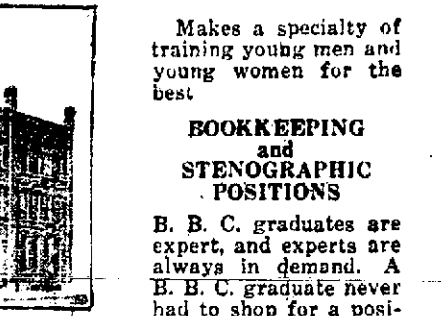 Makes a specialty of
training young men and
young women for the
best
BOOKKEEPING
and
STENOGRAPHIC
POSITIONS
B. B. C. graduates are
expert, and experts are
always in demand. A
B. B. C. graduate never
had to shop for a posi-